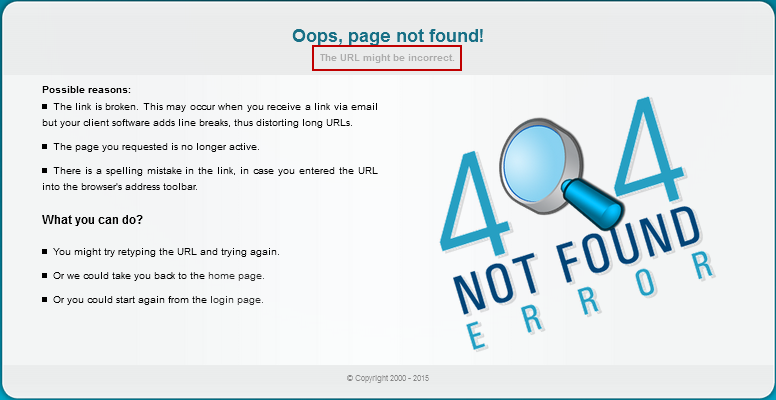 Oops, page not found!
The URL might be incorrect.
Possible reasons:
The link is broken. This may occur when you receive a link via email
but your client software adds line breaks, thus distorting long URLs.
The page you requested is no longer active.
There is a spelling mistake in the link, in case you entered the URL
into the browser's address toolbar.
What you can do?
You might try retyping the URL and trying again.
Or we could take you back to the home page.
Or you could start again from the login page.
4 4
NOT FOUND
ERROR
© Copyright 2000 - 2015